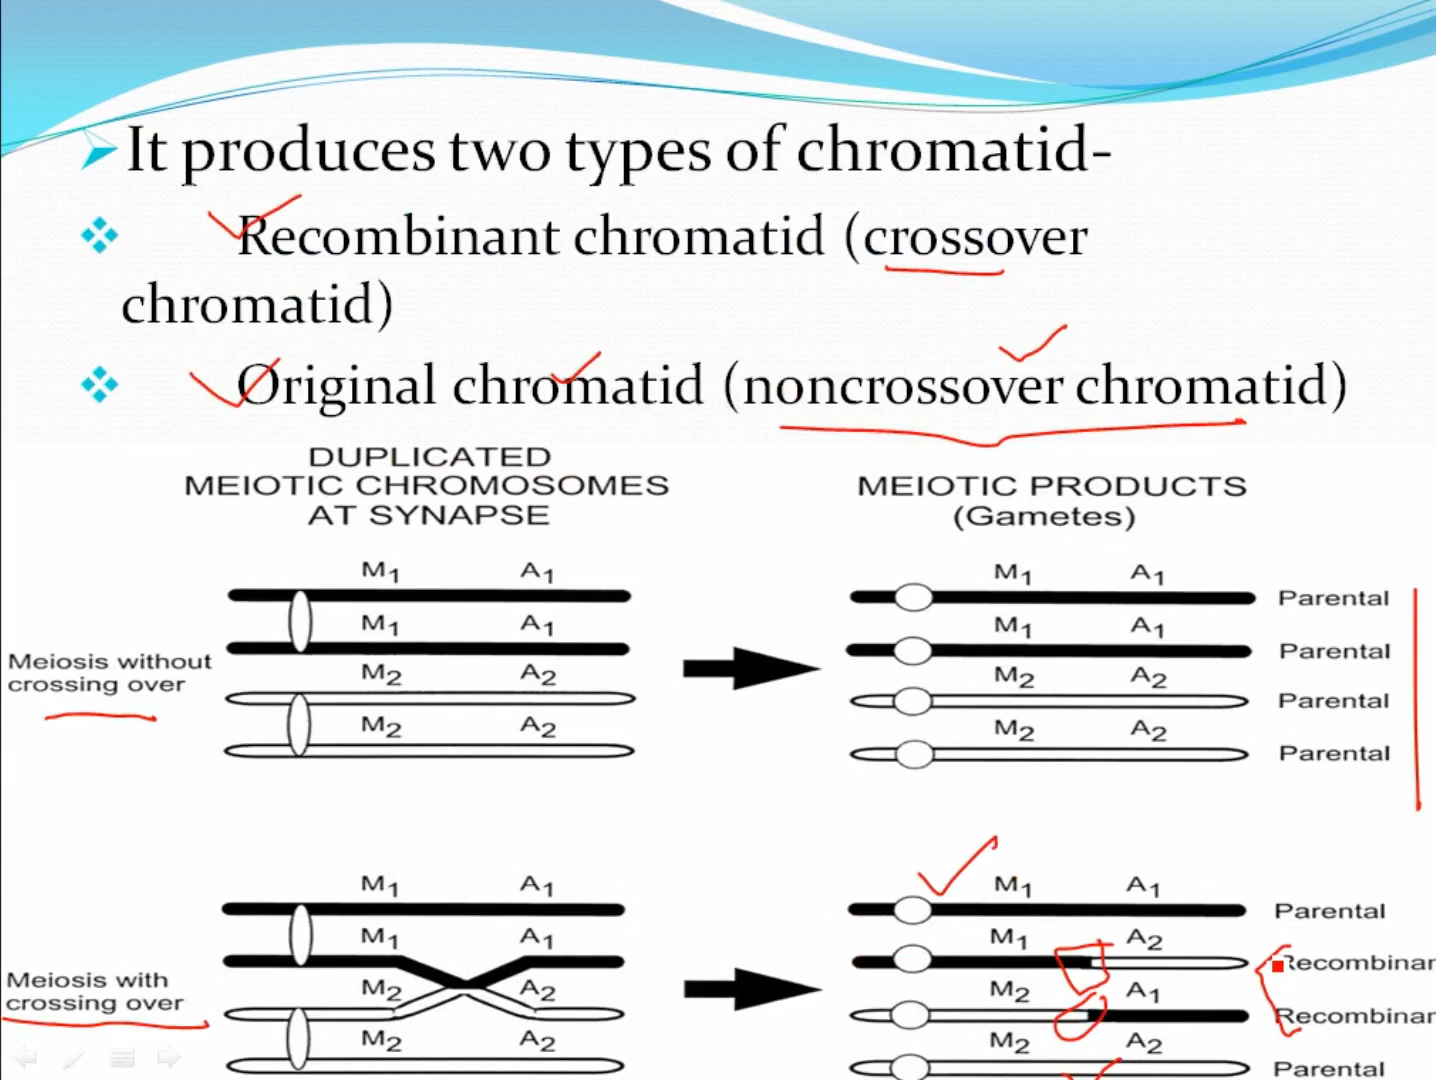 It produces two types of chromatid-
Recombinant chromatid (crossover
chromatid)
Original chromatid (noncrossover chromatid)
DUPLICATED
MEIOTIC CHROMOSOMES
AT SYNAPSE
MEIOTIC PRODUCTS
(Gametes)
M1 A1 M1 A1 Parental
M1 A1 M1 A1 Parental
Meiosis without
crossing over
M2 A2 M2 A2 Parental
M2 A2 M2 A2 Parental
M1 A1 M1 A1 Parental
M1 A1 M1 A2 Recombinan
Meiosis with
crossing over
M2 A2 M2 A1 Recombinan
M2 A2 M2 A2 Parental